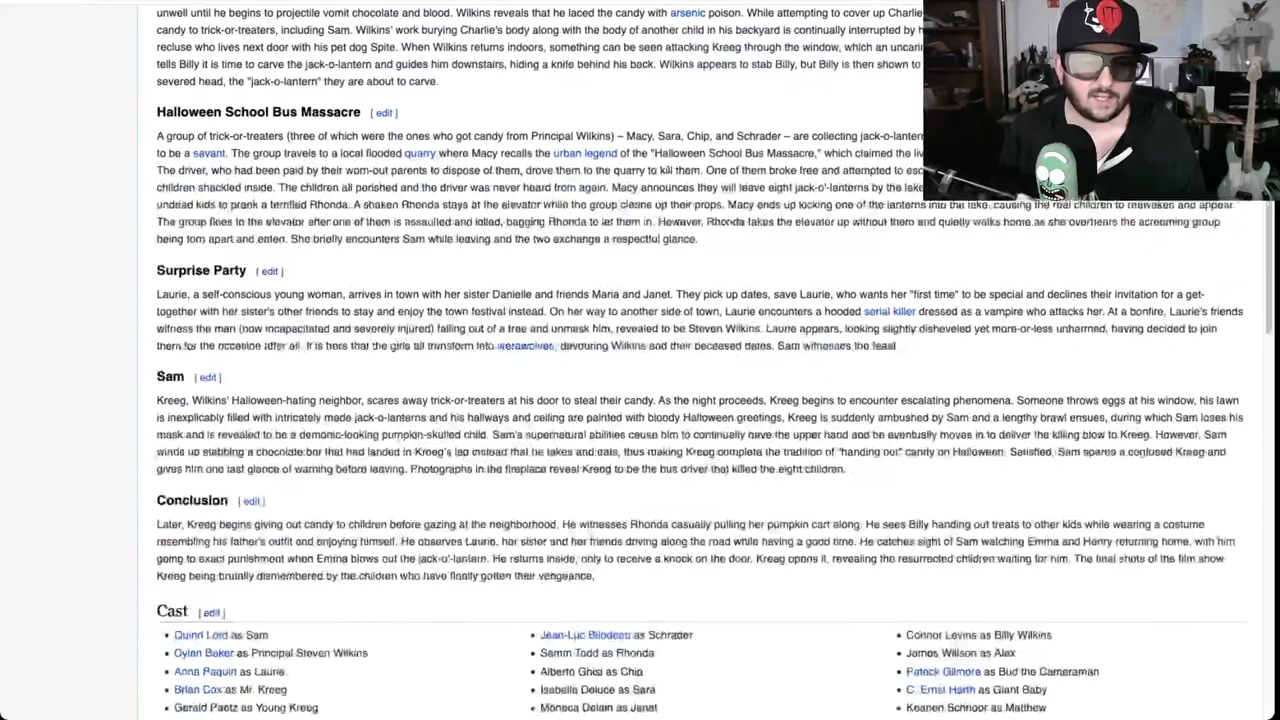 unwell until he begins to projectile vomit chocolate and blood. Wilkins reveals that he laced the candy with arsenic poison. While attempting to cover up Charlie
candy to trick-or-treaters, including Sam. Wilkins' work burying Charlie's body along with the body of another child in his backyard is continually interrupted by h
recluse who lives next door with his pet dog Spite. When Wilkins returns indoors, something can be seen attacking Kreeg through the window, which an uncari
tells Billy it is time to carve the jack-o-lantern and guides him downstairs, hiding a knife behind his back. Wilkins appears to stab Billy, but Billy is then shown to
severed head, the "jack-o-lantern" they are about to carve.
Halloween School Bus Massacre [ edit ]
A group of trick-or-treaters (three of which were the ones who got candy from Principal Wilkins) – Macy, Sara, Chip, and Schrader – are collecting jack-o-lantern
to be a savant. The group travels to a local flooded quarry where Macy recalls the urban legend of the "Halloween School Bus Massacre," which claimed the liv
The driver, who had been paid by their worn-out parents to dispose of them, drove them to the quarry to kill them. One of them broke free and attempted to esc
children shackled inside. The children all perished and the driver was never heard from again. Macy announces they will leave eight jack-o'-lanterns by the lake
undead kids to prank a terrified Rhonda. A shaken Rhonda stays at the elevator while the group cleans up their props. Macy ends up kicking one of the lanterns into the lake, causing the real children to reawaken and appear.
The group flees in the elevator after one of them is assaulted and killed, begging Rhonda to let them in. However, Rhonda takes the elevator up without them and quietly walks home as she overhears the screaming group
being torn apart and eaten. She briefly encounters Sam while leaving and the two exchange a respectful glance.
Surprise Party [ edit ]
Laurie, a self-conscious young woman, arrives in town with her sister Danielle and friends Maria and Janet. They pick up dates, save Laurie, who wants her "first time" to be special and declines their invitation for a get-
together with her sister's other friends to stay and enjoy the town festival instead. On her way to another side of town, Laurie encounters a hooded serial killer dressed as a vampire who attacks her. At a bonfire, Laurie's friends
witness the man (now incapacitated and severely injured) falling out of a tree and unmask him, revealed to be Steven Wilkins. Laurie appears, looking slightly disheveled yet more-or-less unharmed, having decided to join
them for the occasion after all. It is here that the girls all transform into werewolves, devouring Wilkins and their deceased dates. Sam witnesses the feast
Sam [ edit ]
Kreeg, Wilkins' Halloween-hating neighbor, scares away trick-or-treaters at his door to steal their candy. As the night proceeds, Kreeg begins to encounter escalating phenomena. Someone throws eggs at his window, his lawn
is inexplicably filled with intricately made jack-o-lanterns and his hallways and ceiling are painted with bloody Halloween greetings, Kreeg is suddenly ambushed by Sam and a lengthy brawl ensues, during which Sam loses his
mask and is revealed to be a demonic-looking pumpkin-skulled child. Sam's supernatural abilities cause him to continually have the upper hand and he eventually moves in to deliver the killing blow to Kreeg. However, Sam
winds up stabbing a chocolate bar that had landed in Kreeg's lap instead that he takes and eats, thus making Kreeg complete the tradition of "handing out" candy on Halloween. Satisfied, Sam spares a confused Kreeg and
gives him one last glance of warning before leaving. Photographs in the fireplace reveal Kreeg to be the bus driver that killed the eight children.
Conclusion [ edit ]
Later, Kreeg begins giving out candy to children before gazing at the neighborhood. He witnesses Rhonda casually pulling her pumpkin cart along. He sees Billy handing out treats to other kids while wearing a costume
resembling his father's outfit and enjoying himself. He observes Laurie, her sister and her friends driving along the road while having a good time. He catches sight of Sam watching Emma and Henry returning home, with him
going to exact punishment when Emma blows out the jack-o'-lantern. He returns inside, only to receive a knock on the door. Kreeg opens it, revealing the resurrected children waiting for him. The final shots of the film show
Kreeg being brutally dismembered by the children who have finally gotten their vengeance.
Cast [ edit ]
• Quinn Lord as Sam
• Dylan Baker as Principal Steven Wilkins
• Anna Paquin as Laurie
• Brian Cox as Mr. Kreeg
• Gerald Paetz as Young Kreeg
• Jean-Luc Bilodeau as Schrader
• Samm Todd as Rhonda
• Alberto Ghisi as Chip
• Isabella Deluce as Sara
• Moneca Delain as Janet
• Connor Levins as Billy Wilkins
• James Willson as Alex
• Patrick Gilmore as Bud the Cameraman
• C. Ernst Harth as Giant Baby
• Keanen Schnoor as Matthew